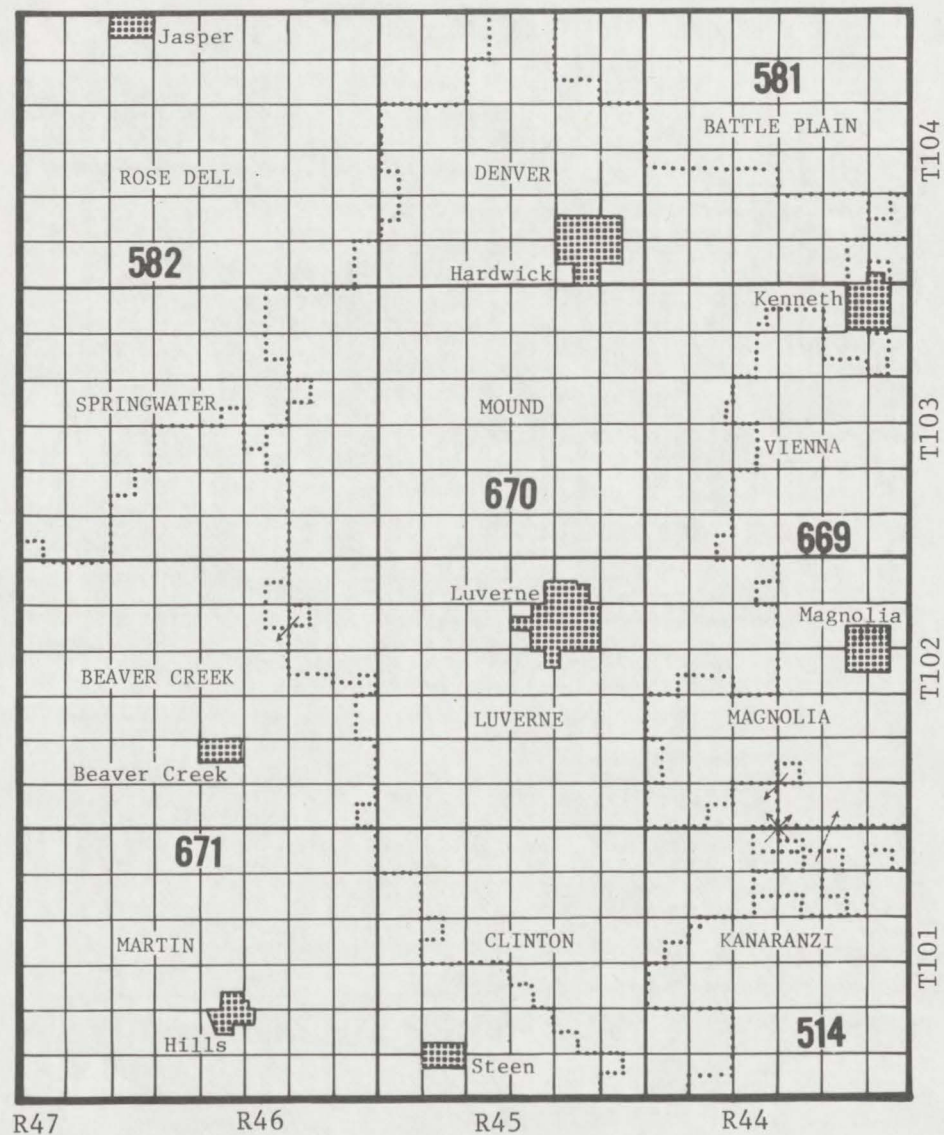 Jasper
581
BATTLE PLAIN
T104
ROSE DELL
DENVER
582
Hardwick
Kenneth
SPRINGWATER
MOUND
T103
VIENNA
670
669
Luverne
Magnolia
BEAVER CREEK
T102
LUVERNE
MAGNOLIA
Beaver Creek
671
MARTIN
CLINTON
KANARANZI
T101
Hills
514
Steen
R47
R46
R45
R44